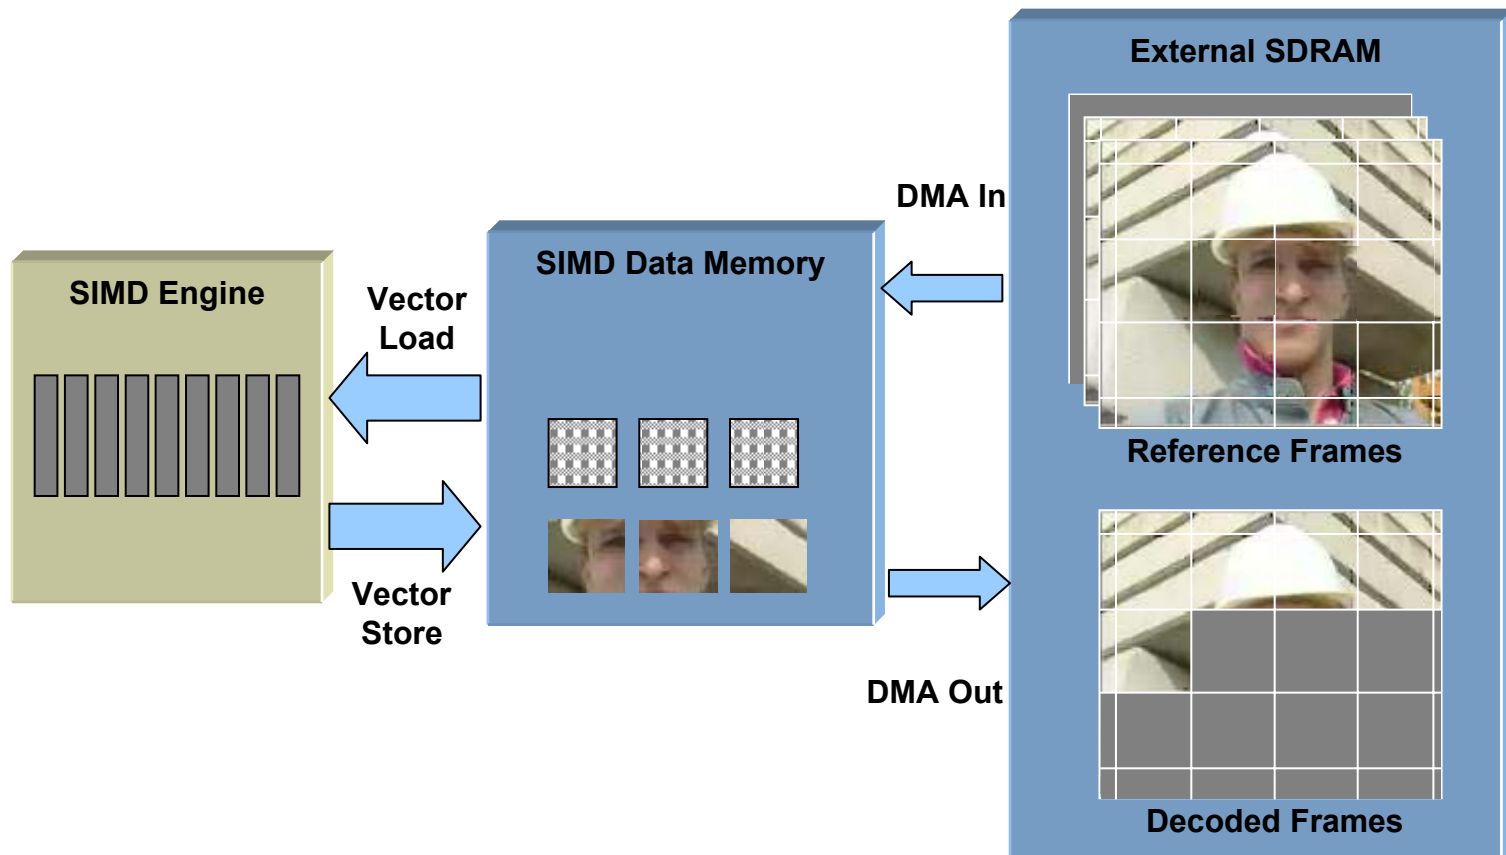 External SDRAM
DMA In
SIMD Data Memory
SIMD Engine
Vector
Load
Reference Frames
Vector
Store
DMA Out
Decoded Frames